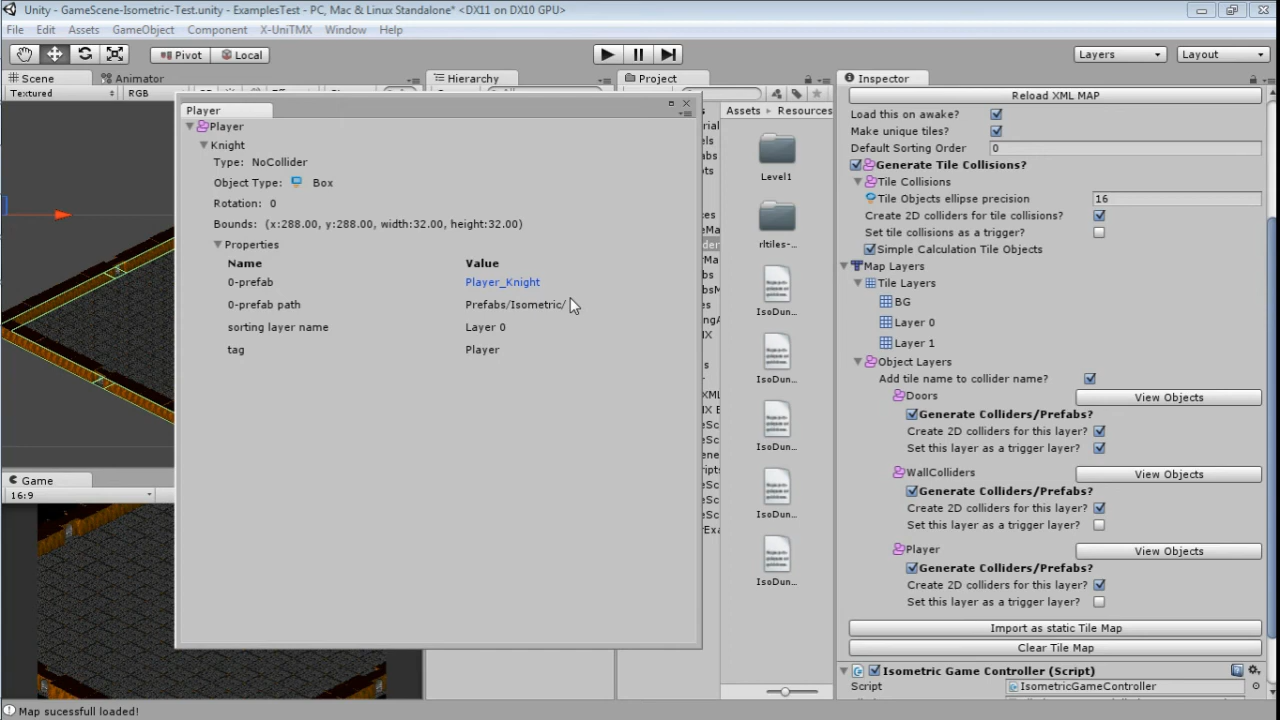 Unity - GameScene-Isometric-Test.unity - ExamplesTest - PC, Mac & Linux Standalone* <DX11 on DX10 GPU>
File Edit Assets GameObject Component X-UniTMX Window Help
Pivot Local Layers Layout
Scene Animator Hierarchy Project Inspector
Textured RGB
Player
Player
Knight
Type: NoCollider
Object Type: Box
Rotation: 0
Bounds: (x:288.00, y:288.00, width:32.00, height:32.00)
Properties
Name Value
0-prefab Player_Knight
0-prefab path Prefabs/Isometric/
sorting layer name Layer 0
tag Player
Game
16:9
Assets Resources
Level1
rltiles-...
IsoDun...
IsoDun...
IsoDun...
IsoDun...
IsoDun...
Reload XML MAP
Load this on awake?
Make unique tiles?
Default Sorting Order 0
Generate Tile Collisions?
Tile Collisions
Tile Objects ellipse precision 16
Create 2D colliders for tile collisions?
Set tile collisions as a trigger?
Simple Calculation Tile Objects
Map Layers
Tile Layers
BG
Layer 0
Layer 1
Object Layers
Add tile name to collider name?
Doors View Objects
Generate Colliders/Prefabs?
Create 2D colliders for this layer?
Set this layer as a trigger layer?
WallColliders View Objects
Generate Colliders/Prefabs?
Create 2D colliders for this layer?
Set this layer as a trigger layer?
Player View Objects
Generate Colliders/Prefabs?
Create 2D colliders for this layer?
Set this layer as a trigger layer?
Import as static Tile Map
Clear Tile Map
Isometric Game Controller (Script)
Script IsometricGameController
Map sucessfull loaded!